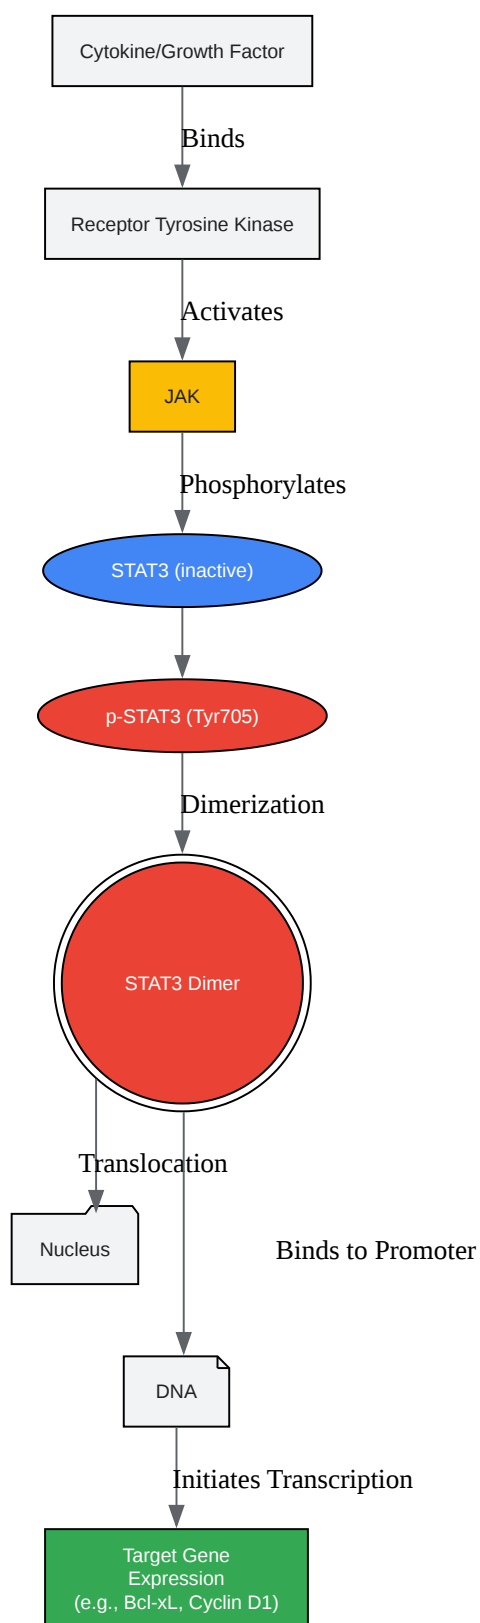 Cytokine/Growth Factor
Binds
Receptor Tyrosine Kinase
Activates
JAK
Phosphorylates
STAT3 (inactive)
p-STAT3 (Tyr705)
Dimerization
STAT3 Dimer
Translocation
Nucleus
Binds to Promoter
DNA
Initiates Transcription
Target Gene
Expression
(e.g., Bcl-xL, Cyclin D1)